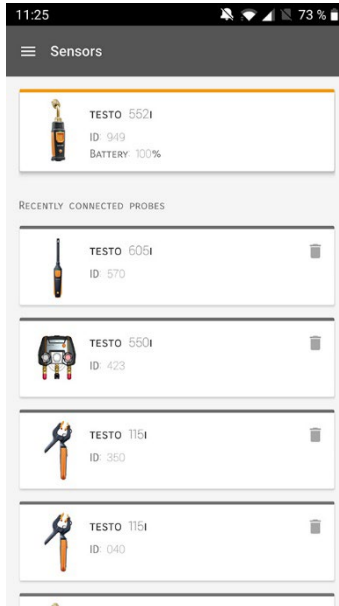 11:25 73 %
Sensors
TESTO 552I
ID: 949
BATTERY: 100%
RECENTLY CONNECTED PROBES
TESTO 605I
ID: 570
TESTO 550I
ID: 423
TESTO 115I
ID: 350
TESTO 115I
ID: 040